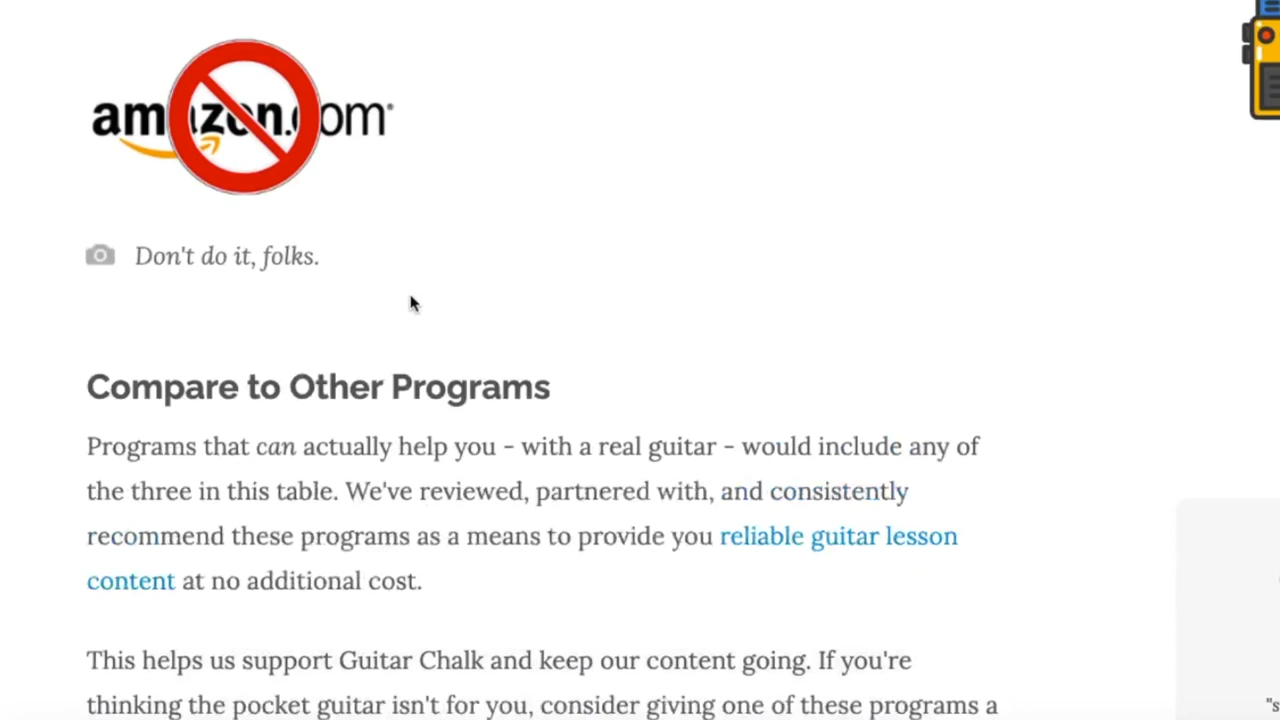 amazon.com
Don't do it, folks.
Compare to Other Programs
Programs that can actually help you - with a real guitar - would include any of
the three in this table. We've reviewed, partnered with, and consistently
recommend these programs as a means to provide you reliable guitar lesson
content at no additional cost.
This helps us support Guitar Chalk and keep our content going. If you're
thinking the pocket guitar isn't for you, consider giving one of these programs a
"s